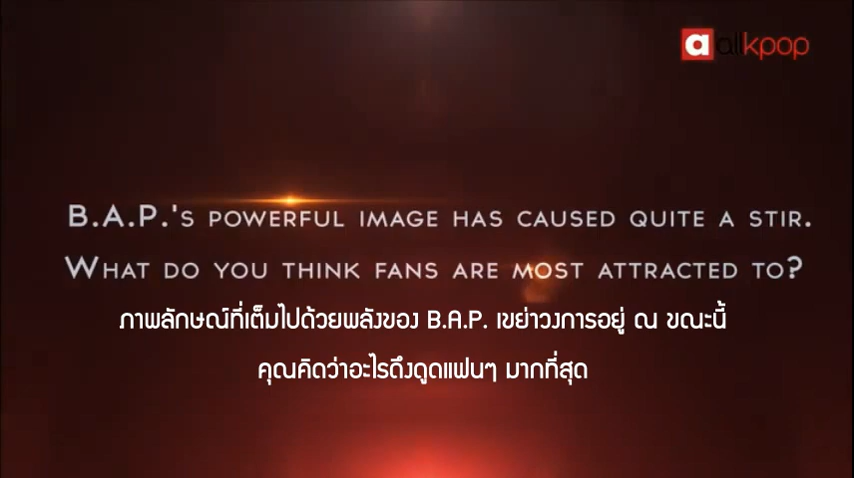 allkpop
B.A.P.'s powerful image has caused quite a stir.
What do you think fans are most attracted to?
ภาพลักษณ์ที่เต็มไปด้วยพลังของ B.A.P. เขย่าวงการอยู่ ณ ขณะนี้
คุณคิดว่าอะไรดึงดูดแฟนๆ มากที่สุด